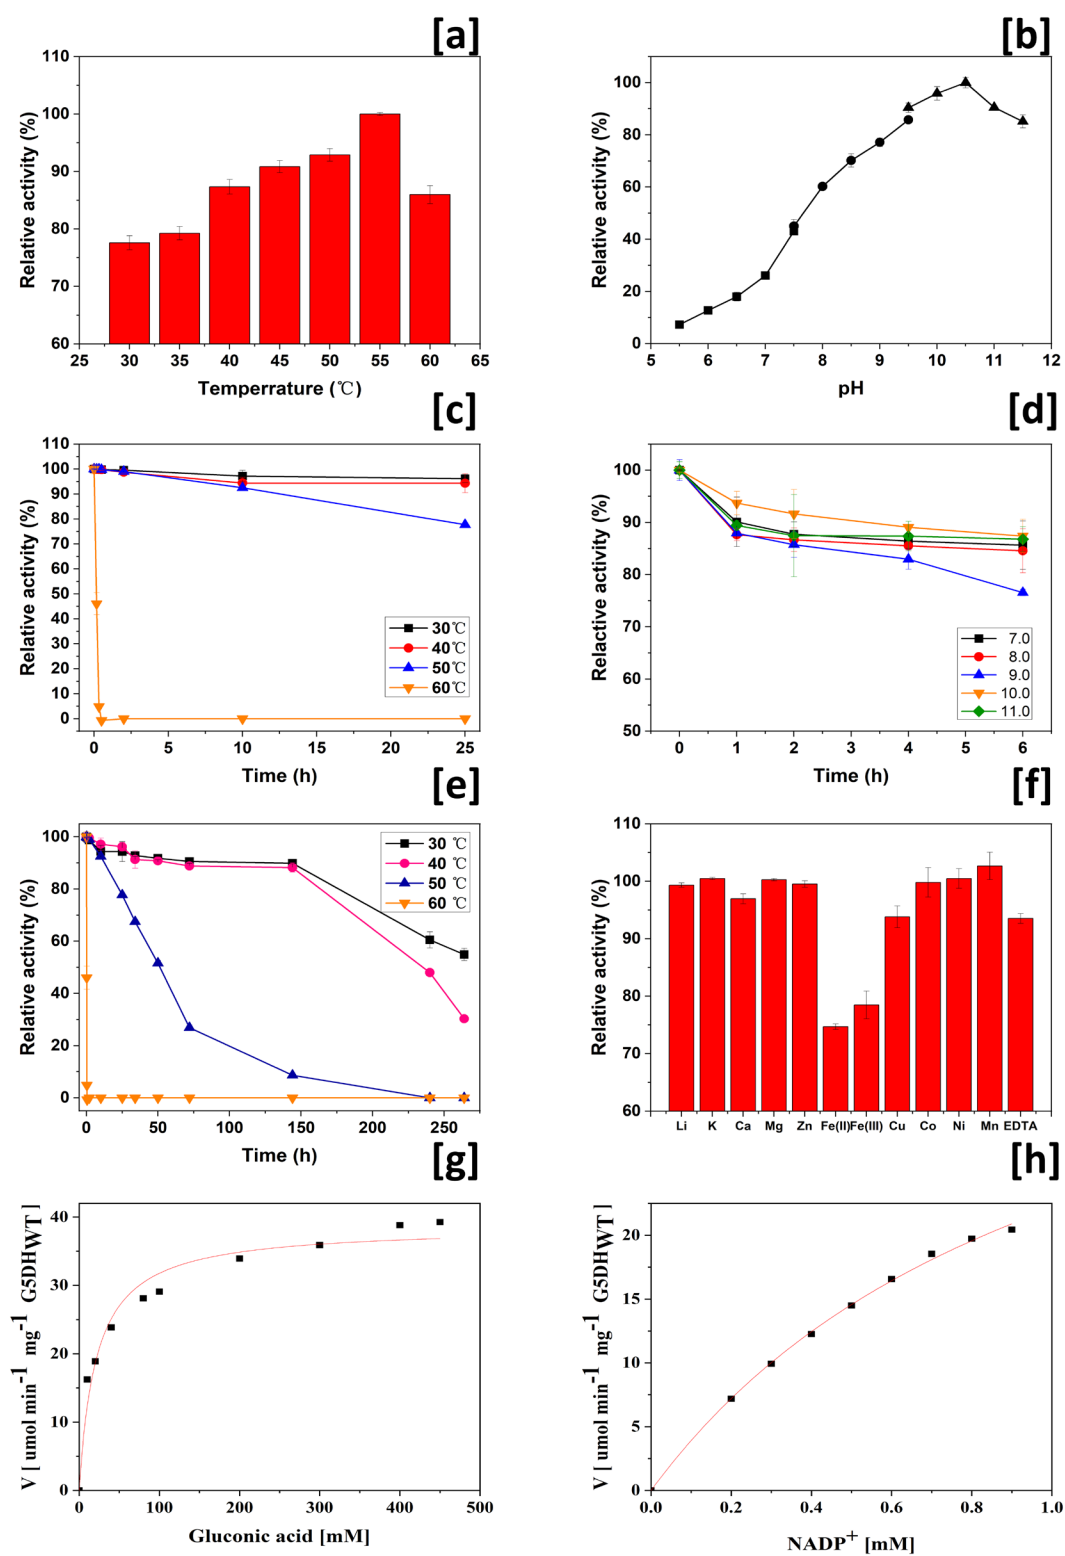 [a]
110
100
90
80
70
60
25 30 35 40 45 50 55 60 65
Relative activity (%)
Temperrature (℃)
[b]
100
80
60
40
20
0
5 6 7 8 9 10 11 12
Relative activity (%)
pH
[c]
110
100
90
80
70
60
50
40
30
20
10
0
0 5 10 15 20 25
Relative activity (%)
Time (h)
30℃
40℃
50℃
60℃
[d]
100
90
80
70
60
50
0 1 2 3 4 5 6
Relactive activity (%)
Time (h)
7.0
8.0
9.0
10.0
11.0
[e]
100
80
60
40
20
0
0 50 100 150 200 250
Relative activity (%)
Time (h)
30 ℃
40 ℃
50 ℃
60 ℃
[f]
110
100
90
80
70
60
Li K Ca Mg Zn Fe(II) Fe(III) Cu Co Ni Mn EDTA
Relative activity (%)
[g]
40
30
20
10
0
0 100 200 300 400 500
V [ umol min-1 mg-1 G5DHWT ]
Gluconic acid [mM]
[h]
20
15
10
5
0
0.0 0.2 0.4 0.6 0.8 1.0
V [ umol min-1 mg-1 G5DHWT ]
NADP+ [mM]